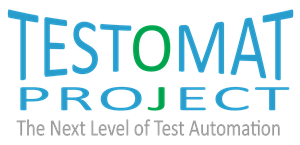 TESTOMAT
PROJECT
The Next Level of Test Automation